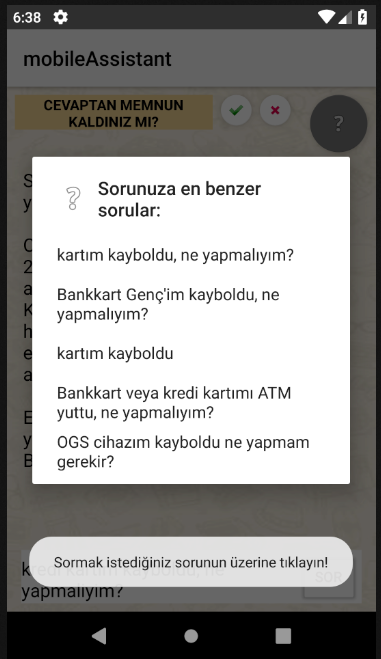 6:38
mobileAssistant
CEVAPTAN MEMNUN
KALDINIZ MI?
?
Sorunuza en benzer
sorular:
kartım kayboldu, ne yapmalıyım?
Bankkart Genç'im kayboldu, ne
yapmalıyım?
kartım kayboldu
Bankkart veya kredi kartımı ATM
yuttu, ne yapmalıyım?
OGS cihazım kayboldu ne yapmam
gerekir?
Sormak istediğiniz sorunun üzerine tıklayın!
yapmalıyım?
SOR